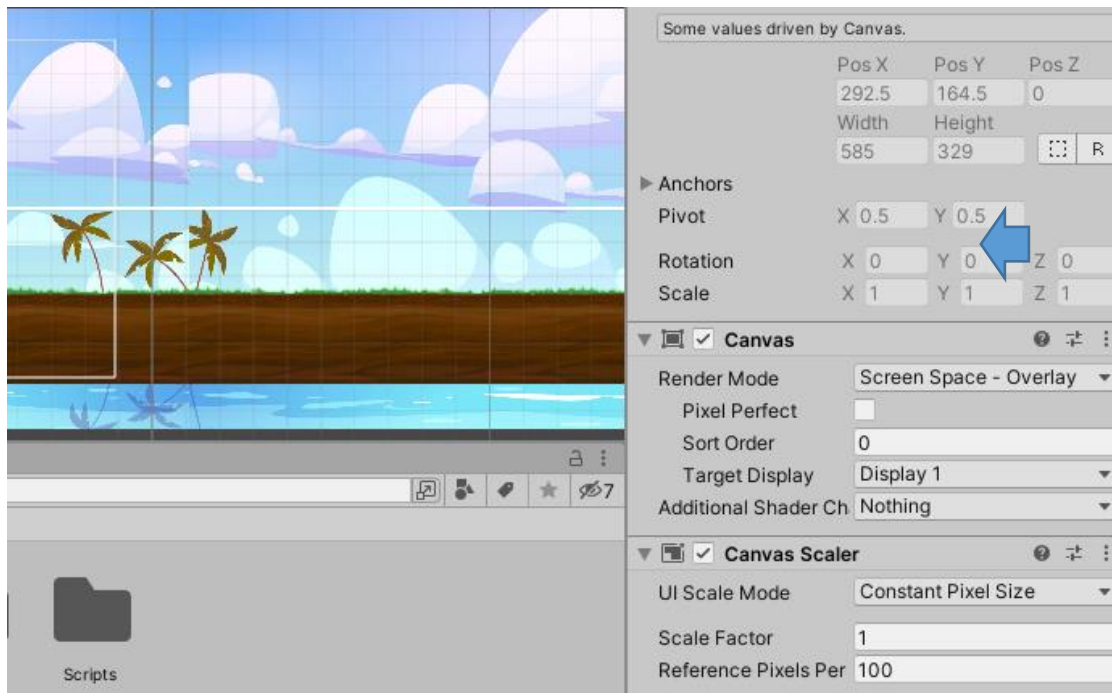 Some values driven by Canvas.
Pos X Pos Y Pos Z
292.5 164.5 0
Width Height
585 329 R
Anchors
Pivot X 0.5 Y 0.5
Rotation X 0 Y 0 Z 0
Scale X 1 Y 1 Z 1
Canvas
Render Mode Screen Space - Overlay
Pixel Perfect
Sort Order 0
Target Display Display 1
Additional Shader Ch Nothing
7
Canvas Scaler
UI Scale Mode Constant Pixel Size
Scale Factor 1
Reference Pixels Per 100
Scripts